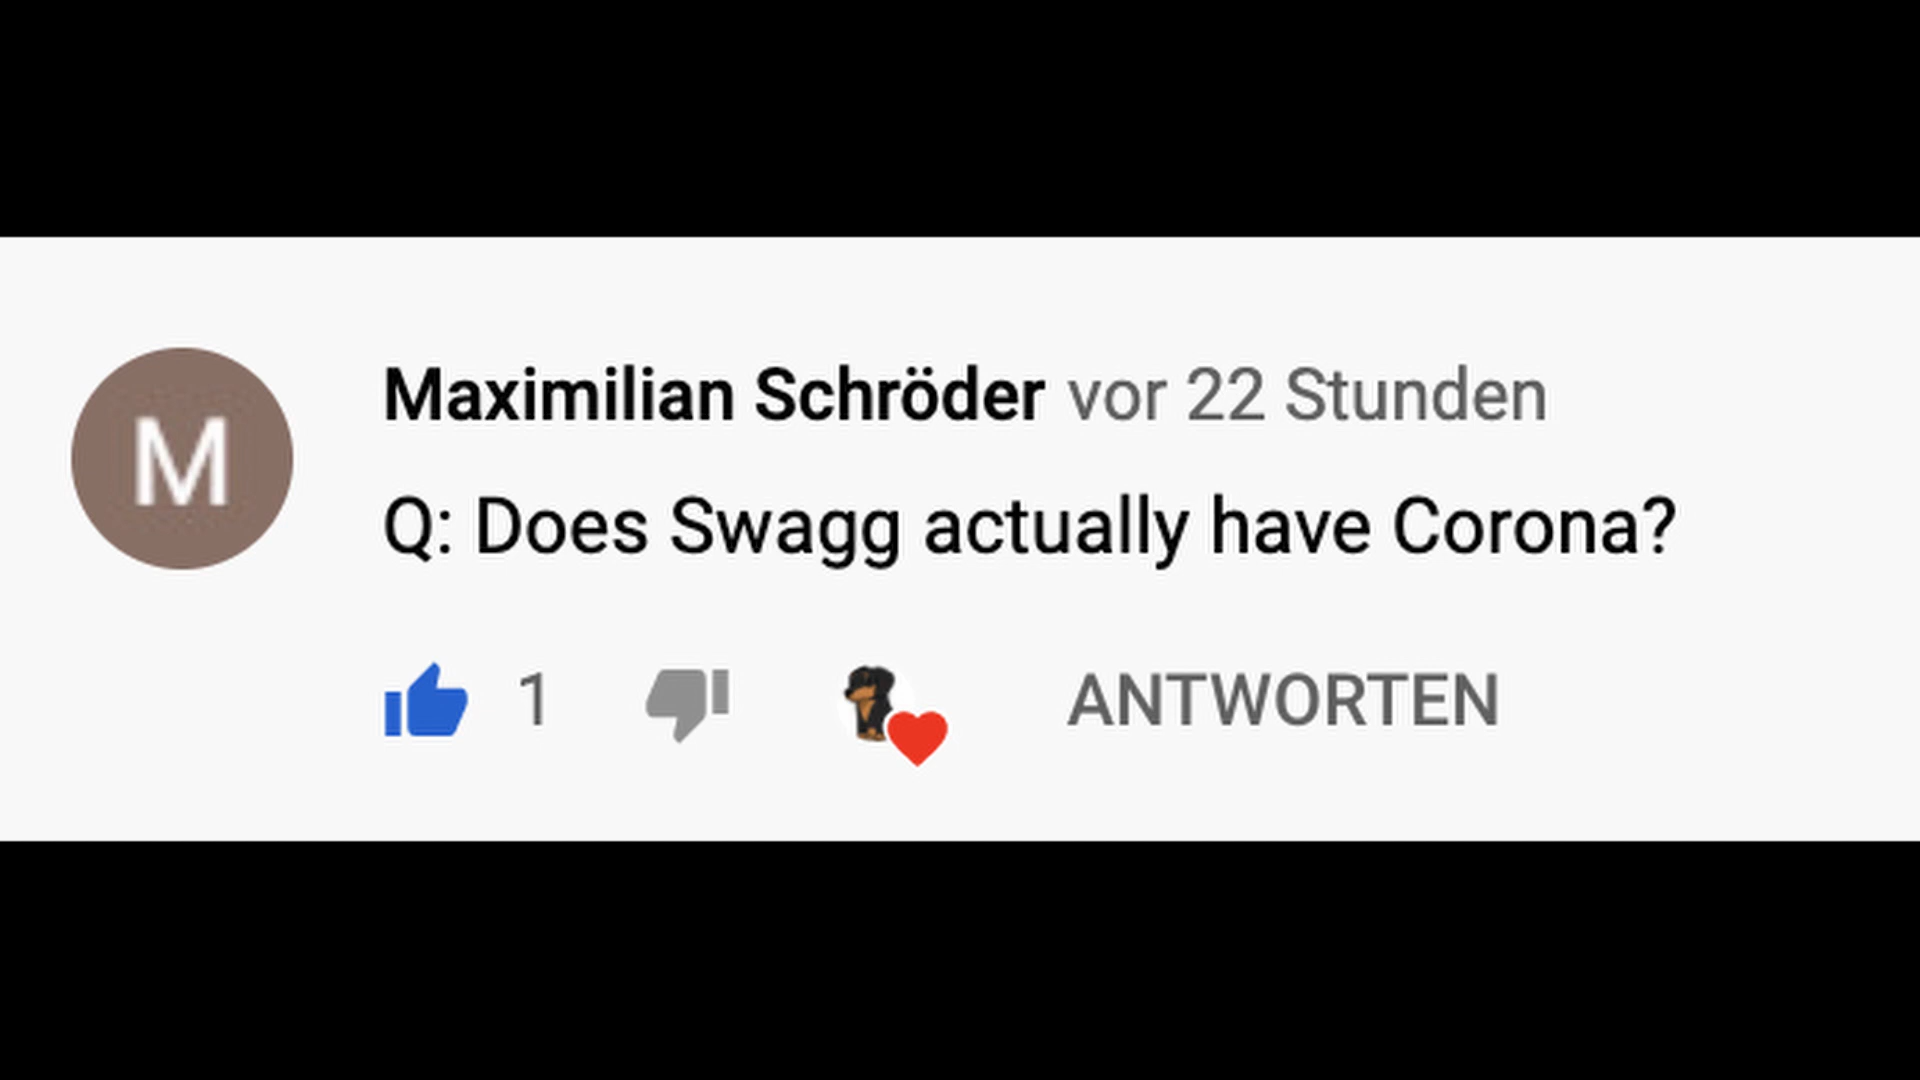 M
Maximilian Schröder vor 22 Stunden
Q: Does Swagg actually have Corona?
1
ANTWORTEN